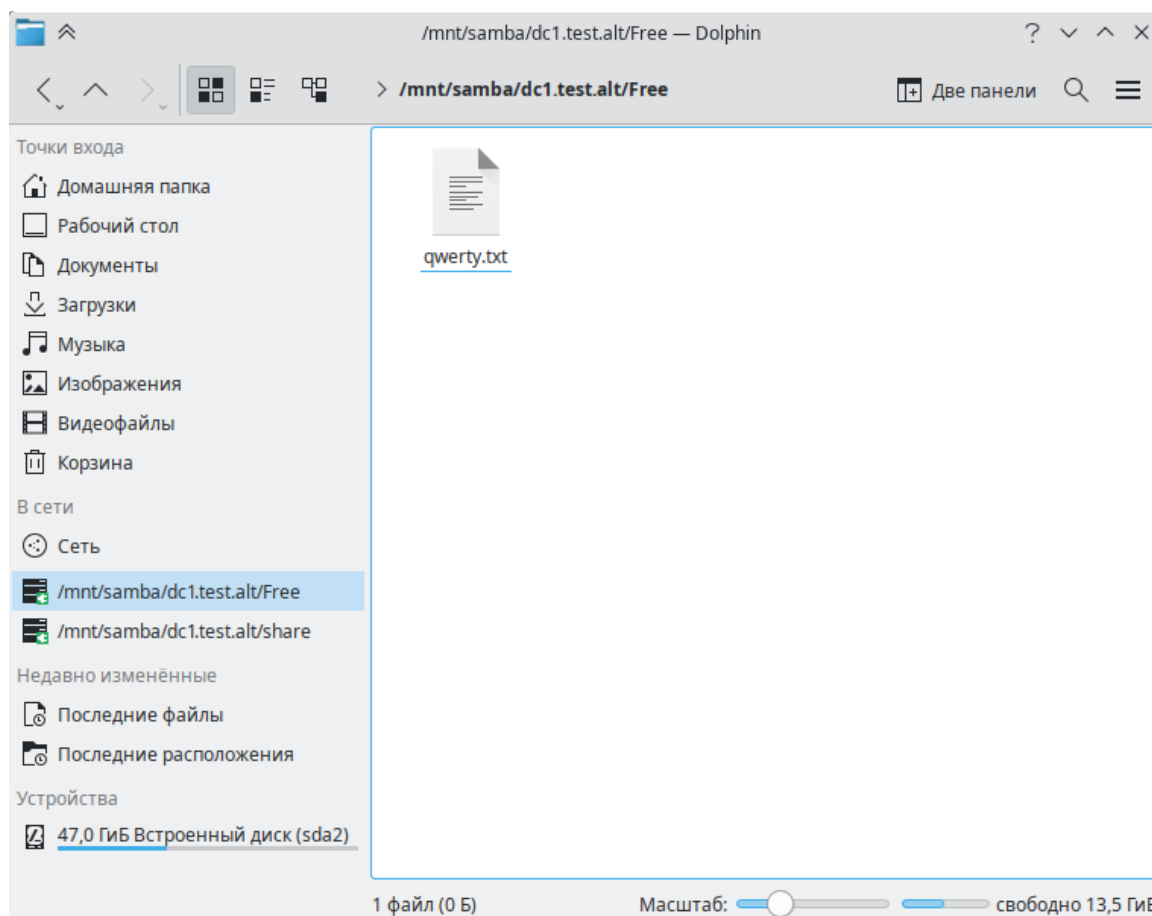 /mnt/samba/dc1.test.alt/Free — Dolphin
/mnt/samba/dc1.test.alt/Free
Две панели
Точки входа
Домашняя папка
Рабочий стол
Документы
Загрузки
Музыка
Изображения
Видеофайлы
Корзина
В сети
Сеть
/mnt/samba/dc1.test.alt/Free
/mnt/samba/dc1.test.alt/share
Недавно изменённые
Последние файлы
Последние расположения
Устройства
47,0 ГиБ Встроенный диск (sda2)
qwerty.txt
1 файл (0 Б)
Масштаб:
свободно 13,5 ГиБ